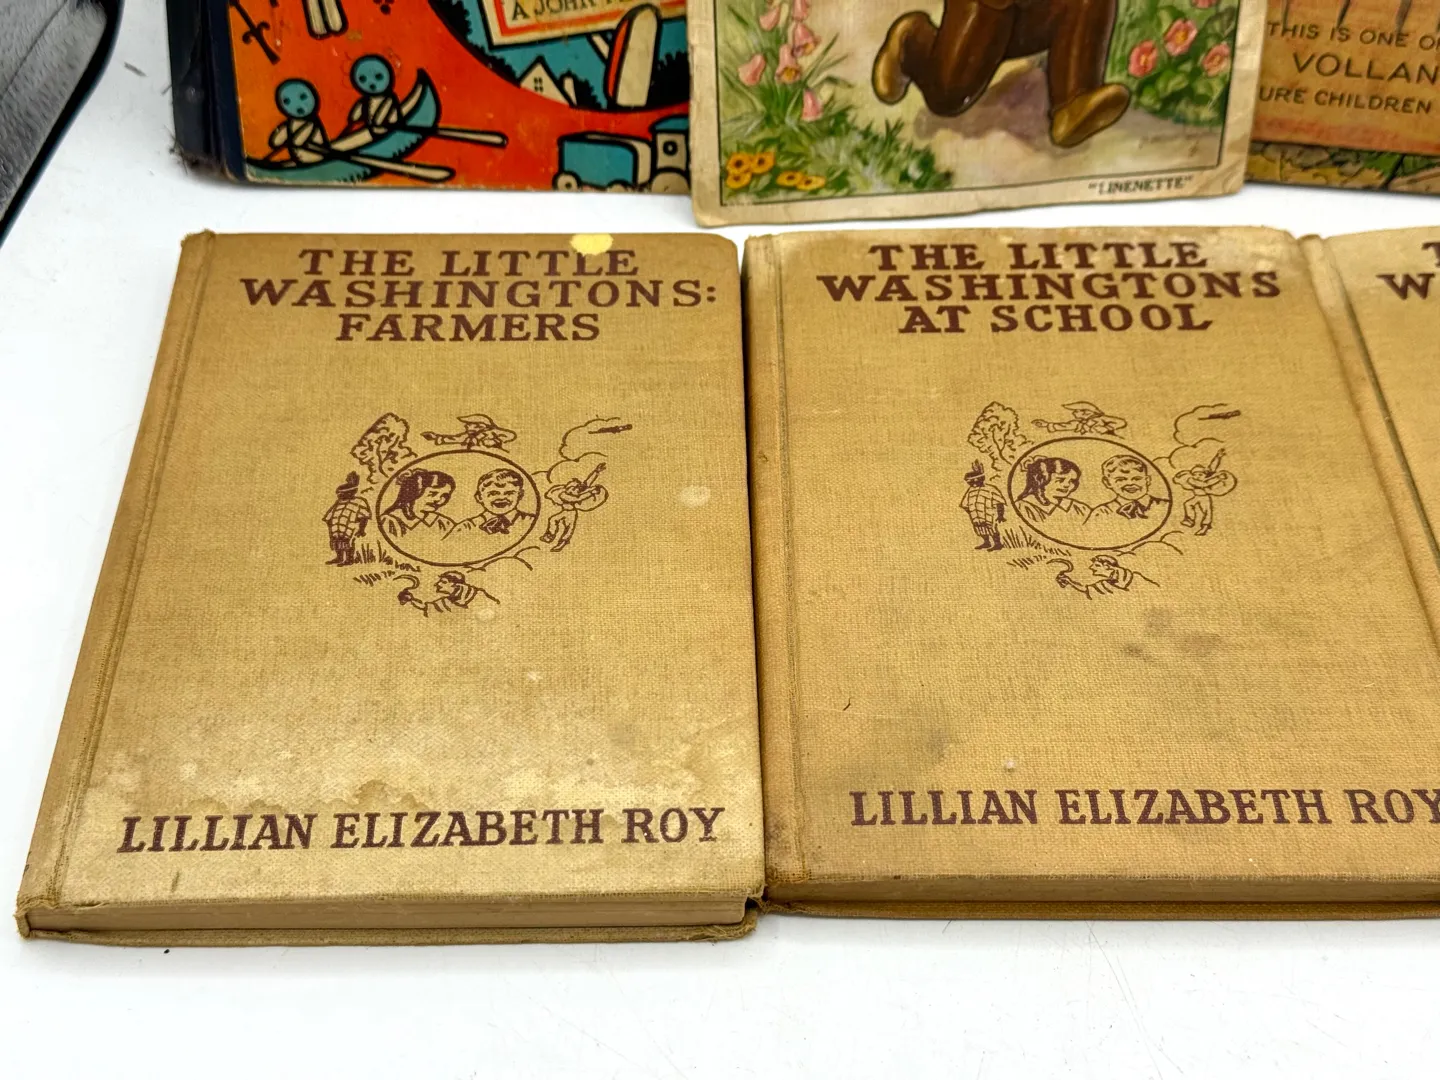 A JOHN
"LINENETTE"
THIS IS ONE
VOLLAN
URE CHILDREN
THE LITTLE
WASHINGTONS:
FARMERS
LILLIAN ELIZABETH ROY
THE LITTLE
WASHINGTONS
AT SCHOOL
LILLIAN ELIZABETH ROY
T
W